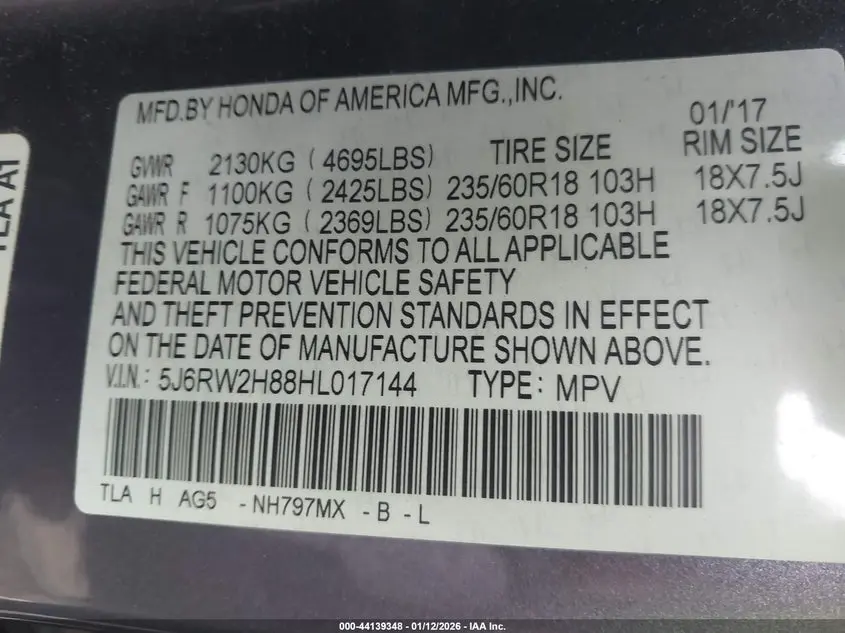 MFD.BY HONDA OF AMERICA MFG.,INC. 01/'17
GVWR 2130KG ( 4695LBS) TIRE SIZE RIM SIZE
GAWR F 1100KG (2425LBS) 235/60R18 103H 18X7.5J
GAWR R 1075KG (2369LBS) 235/60R18 103H 18X7.5J
THIS VEHICLE CONFORMS TO ALL APPLICABLE
FEDERAL MOTOR VEHICLE SAFETY
AND THEFT PREVENTION STANDARDS IN EFFECT
ON THE DATE OF MANUFACTURE SHOWN ABOVE.
V.I.N.: 5J6RW2H88HL017144 TYPE: MPV
TLA H AG5 -NH797MX -B -L
TLA A1
000-44139348 - 01/12/2026 - IAA Inc.